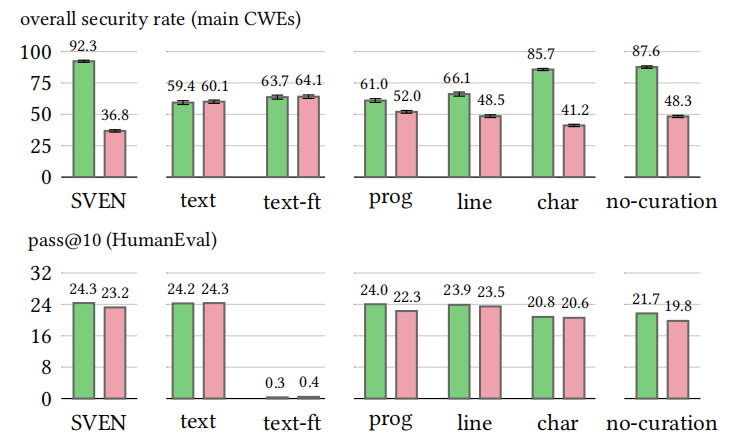 overall security rate (main CWEs)
100 75 50 25 0
92.3 36.8 59.4 60.1 63.7 64.1 61.0 52.0 66.1 48.5 85.7 41.2 87.6 48.3
SVEN text text-ft prog line char no-curation
pass@10 (HumanEval)
32 24 16 8 0
24.3 23.2 24.2 24.3 0.3 0.4 24.0 22.3 23.9 23.5 20.8 20.6 21.7 19.8
SVEN text text-ft prog line char no-curation